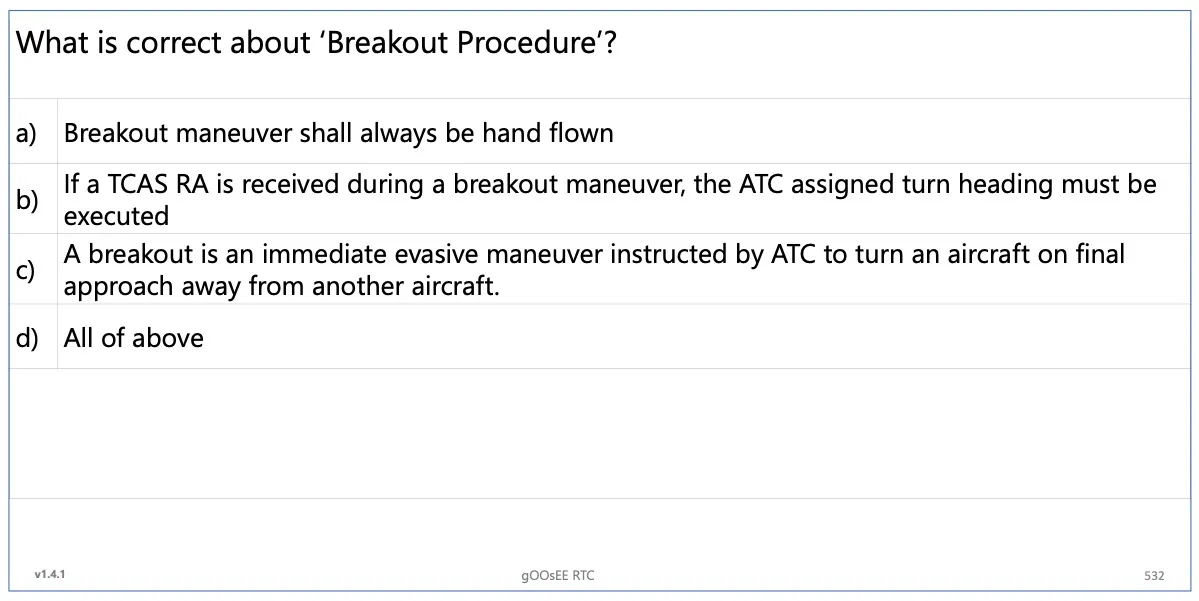 What is correct about ‘Breakout Procedure’?
a) Breakout maneuver shall always be hand flown
b) If a TCAS RA is received during a breakout maneuver, the ATC assigned turn heading must be
executed
c) A breakout is an immediate evasive maneuver instructed by ATC to turn an aircraft on final
approach away from another aircraft.
d) All of above
v1.4.1 gOOsEE RTC 532